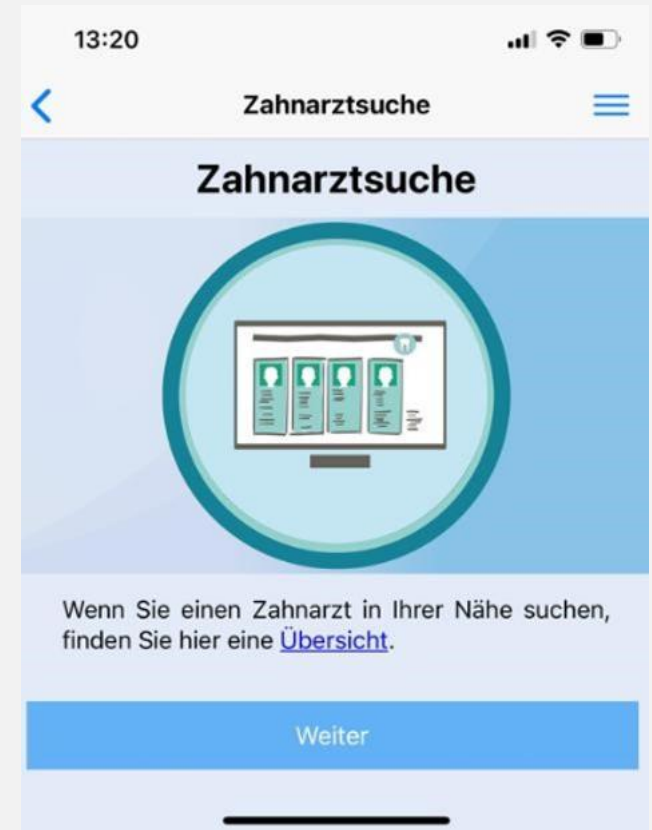 13:20
Zahnarztsuche
Zahnarztsuche
Wenn Sie einen Zahnarzt in Ihrer Nähe suchen,
finden Sie hier eine Übersicht.
Weiter